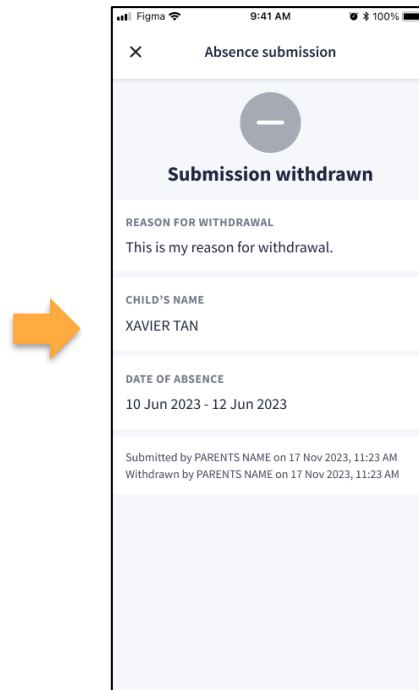 Figma 9:41 AM 100%
Absence submission
Submission withdrawn
REASON FOR WITHDRAWAL
This is my reason for withdrawal.
CHILD'S NAME
XAVIER TAN
DATE OF ABSENCE
10 Jun 2023 - 12 Jun 2023
Submitted by PARENTS NAME on 17 Nov 2023, 11:23 AM
Withdrawn by PARENTS NAME on 17 Nov 2023, 11:23 AM